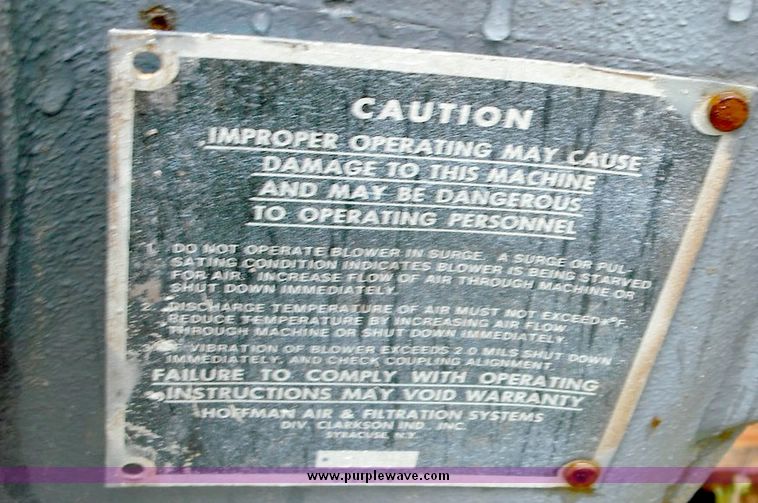 CAUTION
IMPROPER OPERATING MAY CAUSE
DAMAGE TO THIS MACHINE
AND MAY BE DANGEROUS
TO OPERATING PERSONNEL
1. DO NOT OPERATE BLOWER IN SURGE. A SURGE OR PUL-
SATING CONDITION INDICATES BLOWER IS BEING STARVED
FOR AIR. INCREASE FLOW OF AIR THROUGH MACHINE OR
SHUT DOWN IMMEDIATELY.
2. DISCHARGE TEMPERATURE OF AIR MUST NOT EXCEED °F.
REDUCE TEMPERATURE BY INCREASING AIR FLOW
THROUGH MACHINE OR SHUT DOWN IMMEDIATELY.
IF VIBRATION OF BLOWER EXCEEDS 2.0 MILS SHUT DOWN
IMMEDIATELY, AND CHECK COUPLING ALIGNMENT.
FAILURE TO COMPLY WITH OPERATING
INSTRUCTIONS MAY VOID WARRANTY
HOFFMAN AIR & FILTRATION SYSTEMS
DIV. CLARKSON IND. INC.
SYRACUSE, N.Y.
www.purplewave.com